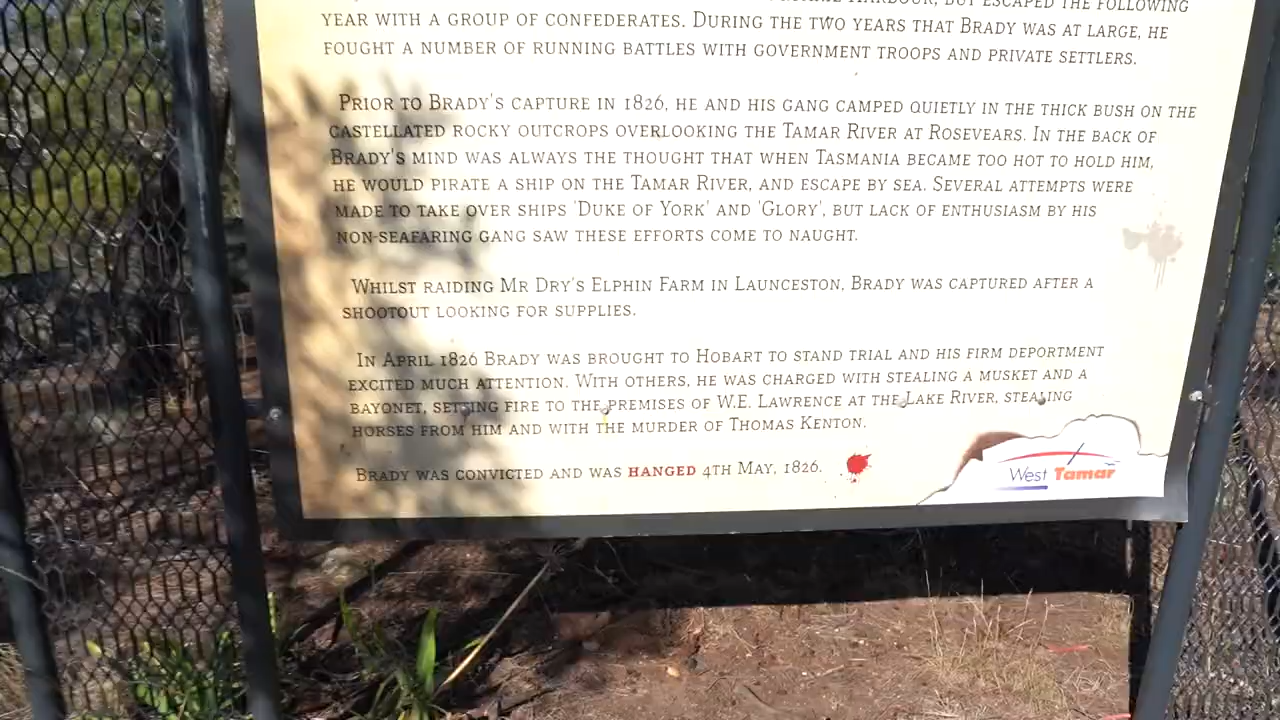 HARBOUR, BUT ESCAPED THE FOLLOWING
YEAR WITH A GROUP OF CONFEDERATES. DURING THE TWO YEARS THAT BRADY WAS AT LARGE, HE
FOUGHT A NUMBER OF RUNNING BATTLES WITH GOVERNMENT TROOPS AND PRIVATE SETTLERS.
PRIOR TO BRADY'S CAPTURE IN 1826, HE AND HIS GANG CAMPED QUIETLY IN THE THICK BUSH ON THE
CASTELLATED ROCKY OUTCROPS OVERLOOKING THE TAMAR RIVER AT ROSEVEARS. IN THE BACK OF
BRADY'S MIND WAS ALWAYS THE THOUGHT THAT WHEN TASMANIA BECAME TOO HOT TO HOLD HIM,
HE WOULD PIRATE A SHIP ON THE TAMAR RIVER, AND ESCAPE BY SEA. SEVERAL ATTEMPTS WERE
MADE TO TAKE OVER SHIPS 'DUKE OF YORK' AND 'GLORY', BUT LACK OF ENTHUSIASM BY HIS
NON-SEAFARING GANG SAW THESE EFFORTS COME TO NAUGHT.
WHILST RAIDING MR DRY'S ELPHIN FARM IN LAUNCESTON, BRADY WAS CAPTURED AFTER A
SHOOTOUT LOOKING FOR SUPPLIES.
IN APRIL 1826 BRADY WAS BROUGHT TO HOBART TO STAND TRIAL AND HIS FIRM DEPORTMENT
EXCITED MUCH ATTENTION. WITH OTHERS, HE WAS CHARGED WITH STEALING A MUSKET AND A
BAYONET, SETTING FIRE TO THE PREMISES OF W.E. LAWRENCE AT THE LAKE RIVER, STEALING
HORSES FROM HIM AND WITH THE MURDER OF THOMAS KENTON.
BRADY WAS CONVICTED AND WAS HANGED 4TH MAY, 1826.
West Tamar